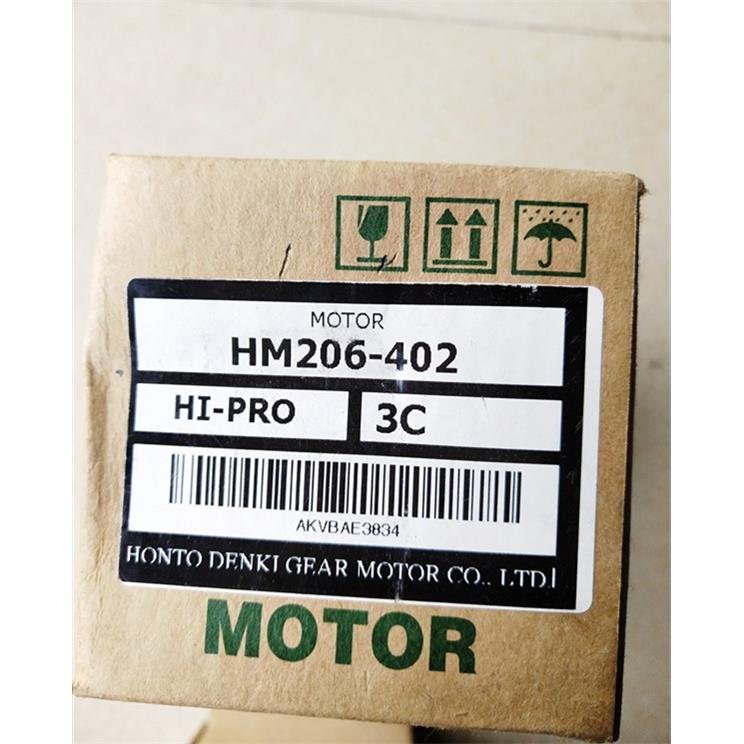 MOTOR
HM206-402
HI-PRO
3C
AKVBAE3834
HONTO DENKI GEAR MOTOR CO., LTD.
MOTOR